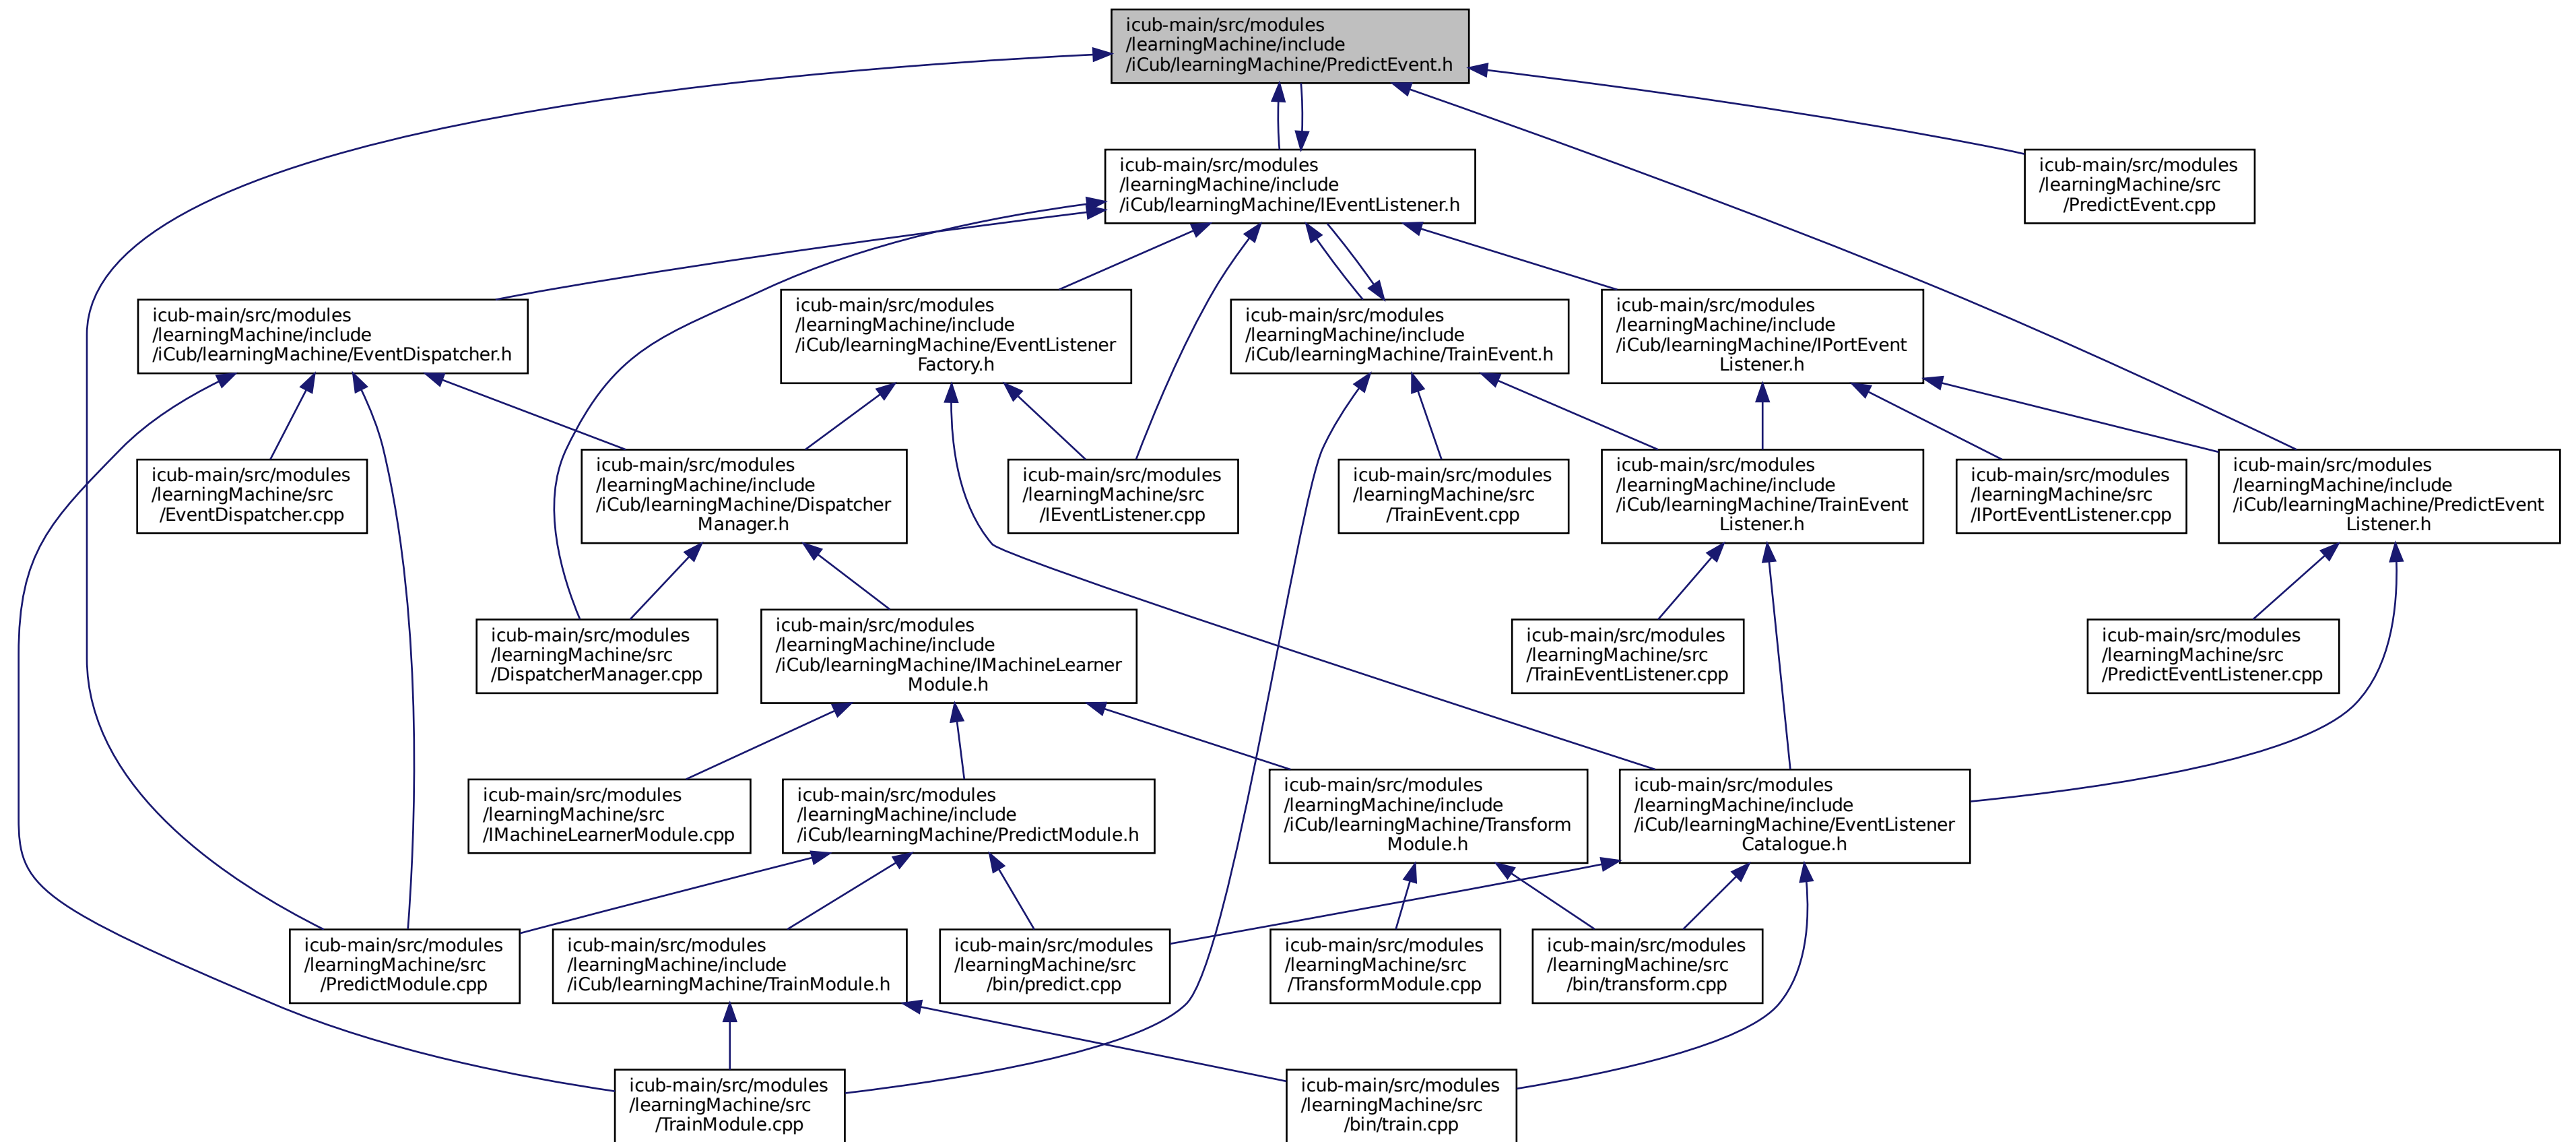 icub-main/src/modules
/learningMachine/include
/iCub/learningMachine/PredictEvent.h
icub-main/src/modules
/learningMachine/include
/iCub/learningMachine/IEventListener.h
icub-main/src/modules
/learningMachine/src
/PredictEvent.cpp
icub-main/src/modules
/learningMachine/include
/iCub/learningMachine/EventDispatcher.h
icub-main/src/modules
/learningMachine/include
/iCub/learningMachine/EventListener
Factory.h
icub-main/src/modules
/learningMachine/include
/iCub/learningMachine/TrainEvent.h
icub-main/src/modules
/learningMachine/include
/iCub/learningMachine/IPortEvent
Listener.h
icub-main/src/modules
/learningMachine/src
/EventDispatcher.cpp
icub-main/src/modules
/learningMachine/include
/iCub/learningMachine/Dispatcher
Manager.h
icub-main/src/modules
/learningMachine/src
/IEventListener.cpp
icub-main/src/modules
/learningMachine/src
/TrainEvent.cpp
icub-main/src/modules
/learningMachine/include
/iCub/learningMachine/TrainEvent
Listener.h
icub-main/src/modules
/learningMachine/src
/IPortEventListener.cpp
icub-main/src/modules
/learningMachine/include
/iCub/learningMachine/PredictEvent
Listener.h
icub-main/src/modules
/learningMachine/src
/DispatcherManager.cpp
icub-main/src/modules
/learningMachine/include
/iCub/learningMachine/IMachineLearner
Module.h
icub-main/src/modules
/learningMachine/src
/TrainEventListener.cpp
icub-main/src/modules
/learningMachine/src
/PredictEventListener.cpp
icub-main/src/modules
/learningMachine/src
/IMachineLearnerModule.cpp
icub-main/src/modules
/learningMachine/include
/iCub/learningMachine/PredictModule.h
icub-main/src/modules
/learningMachine/include
/iCub/learningMachine/Transform
Module.h
icub-main/src/modules
/learningMachine/include
/iCub/learningMachine/EventListener
Catalogue.h
icub-main/src/modules
/learningMachine/src
/PredictModule.cpp
icub-main/src/modules
/learningMachine/include
/iCub/learningMachine/TrainModule.h
icub-main/src/modules
/learningMachine/src
/bin/predict.cpp
icub-main/src/modules
/learningMachine/src
/TransformModule.cpp
icub-main/src/modules
/learningMachine/src
/bin/transform.cpp
icub-main/src/modules
/learningMachine/src
/TrainModule.cpp
icub-main/src/modules
/learningMachine/src
/bin/train.cpp